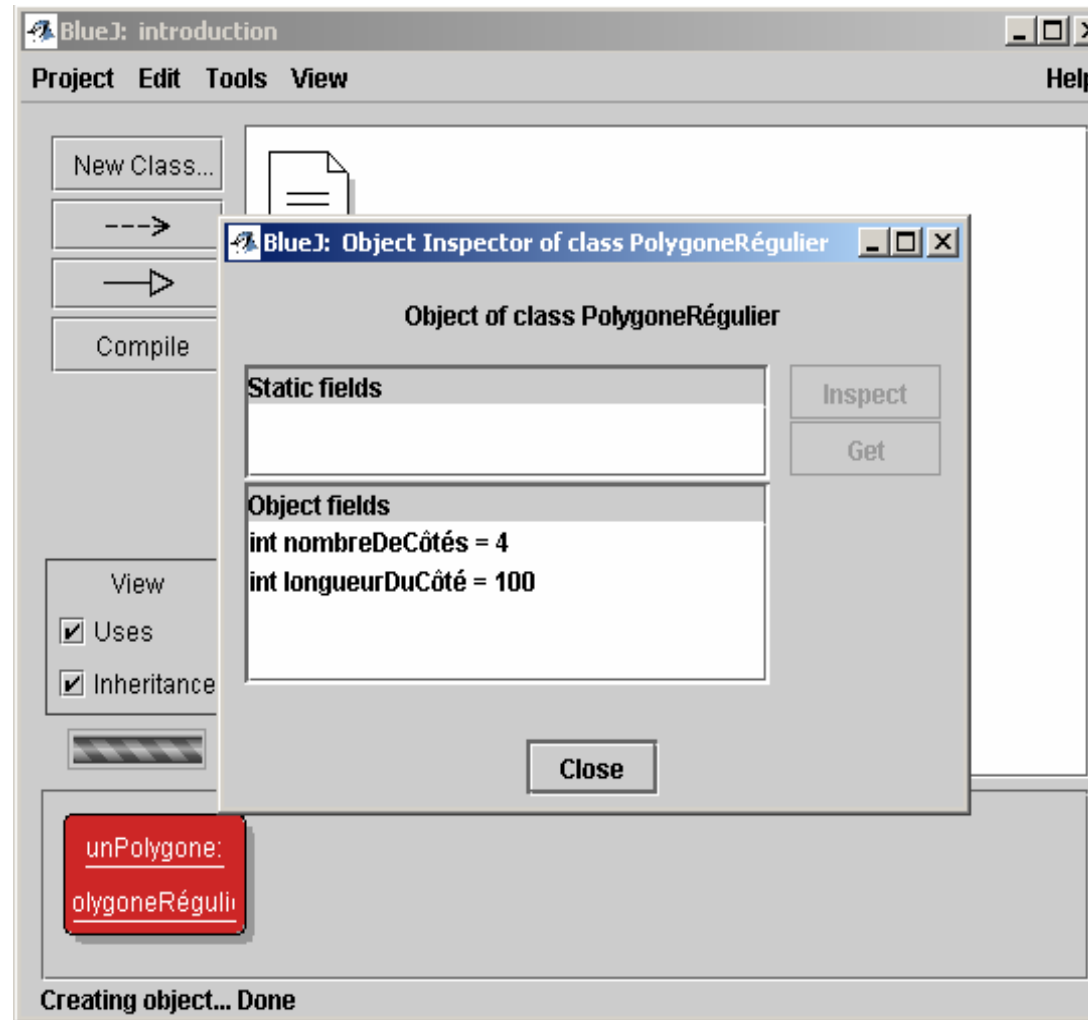 BlueJ: introduction
Project Edit Tools View Help
New Class...
Compile
BlueJ: Object Inspector of class PolygoneRégulier
Object of class PolygoneRégulier
Static fields
Inspect
Get
Object fields
int nombreDeCôtés = 4
int longueurDuCôté = 100
View
Uses
Inheritance
Close
unPolygone:
olygoneRéguli
Creating object... Done